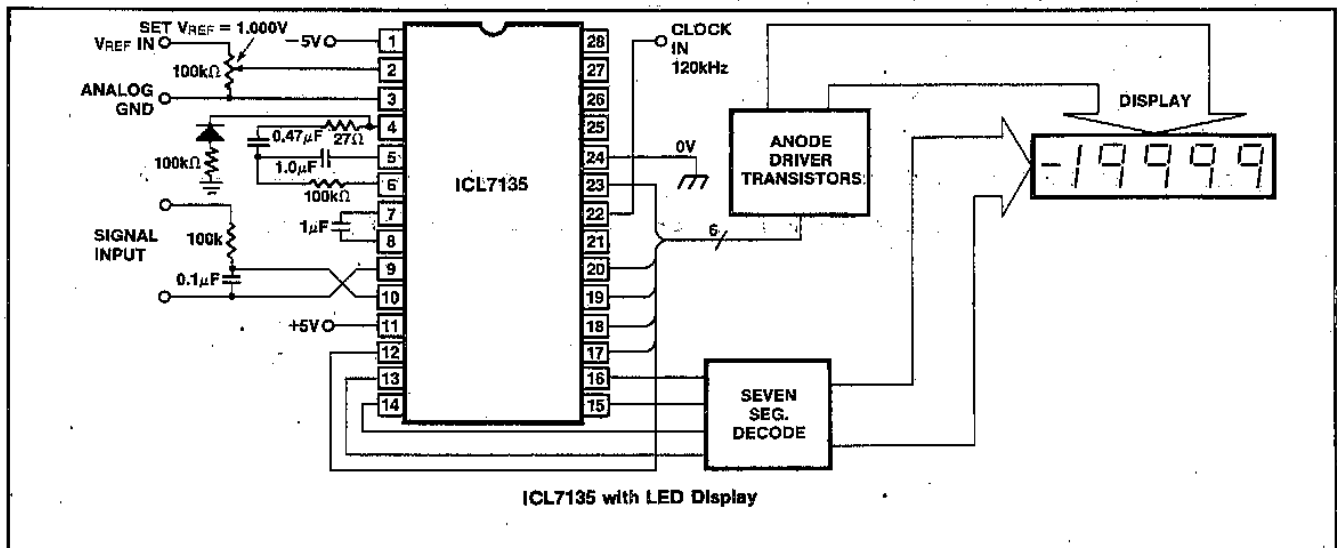 SET VREF = 1.000V
VREF IN
−5V
100kΩ
ANALOG
GND
0.47μF
27Ω
100kΩ
1.0μF
100kΩ
1μF
SIGNAL
INPUT
100k
0.1μF
+5V
1
2
3
4
5
6
7
8
9
10
11
12
13
14
ICL7135
28
27
26
25
24
23
22
21
20
19
18
17
16
15
CLOCK
IN
120kHz
0V
6
ANODE
DRIVER
TRANSISTORS
DISPLAY
-19999
SEVEN
SEG.
DECODE
ICL7135 with LED Display